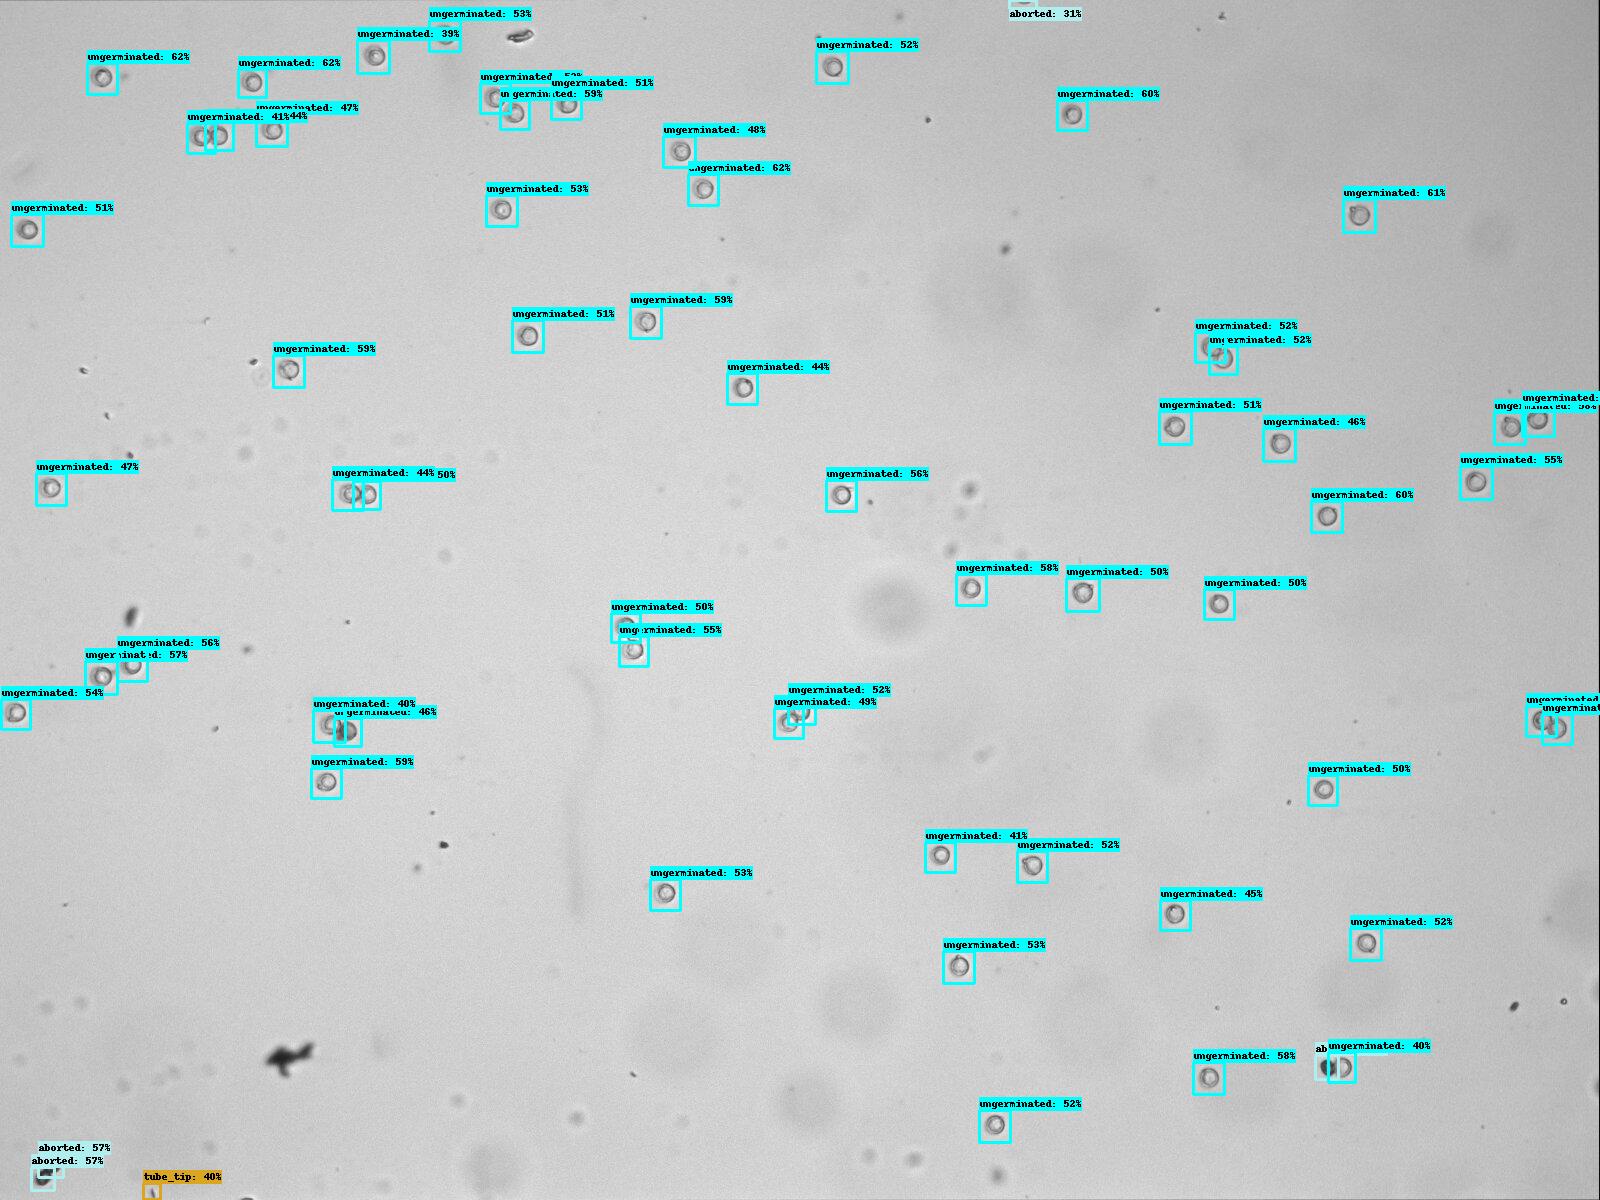 ungerminated: 53%
aborted: 31%
ungerminated: 39%
ungerminated: 52%
ungerminated: 62%
ungerminated: 62%
ungerminated:
ungerminated: 51%
ungerminated: 59%
ungerminated: 60%
ungerminated: 47%
ungerminated: 41%
44%
ungerminated: 48%
ungerminated: 62%
ungerminated: 53%
ungerminated: 61%
ungerminated: 51%
ungerminated: 59%
ungerminated: 51%
ungerminated: 52%
ungerminated: 52%
ungerminated: 59%
ungerminated: 44%
ungerminated:
ungerminated: 51%
ungerminated: 46%
ungerminated: 55%
ungerminated: 47%
ungerminated: 44%
50%
ungerminated: 56%
ungerminated: 60%
ungerminated: 58%
ungerminated: 50%
ungerminated: 50%
ungerminated: 50%
ungerminated: 55%
ungerminated: 56%
ungerminated: 57%
ungerminated: 54%
ungerminated: 52%
ungerminated: 49%
ungerminated: 40%
ungerminated: 46%
ungerminated: 59%
ungerminated: 50%
ungerminated: 41%
ungerminated: 52%
ungerminated: 53%
ungerminated: 45%
ungerminated: 52%
ungerminated: 53%
ungerminated: 40%
ungerminated: 58%
ungerminated: 52%
aborted: 57%
aborted: 57%
tube_tip: 40%